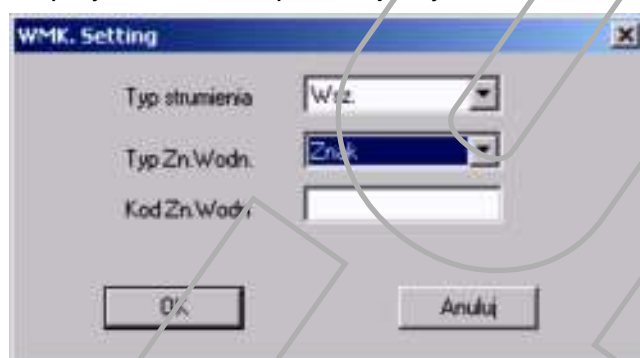 WMK. Setting
Typ strumienia Wsz.
Typ Zn.Wodn. Znak
Kod Zn.Wodn
OK Anuluj